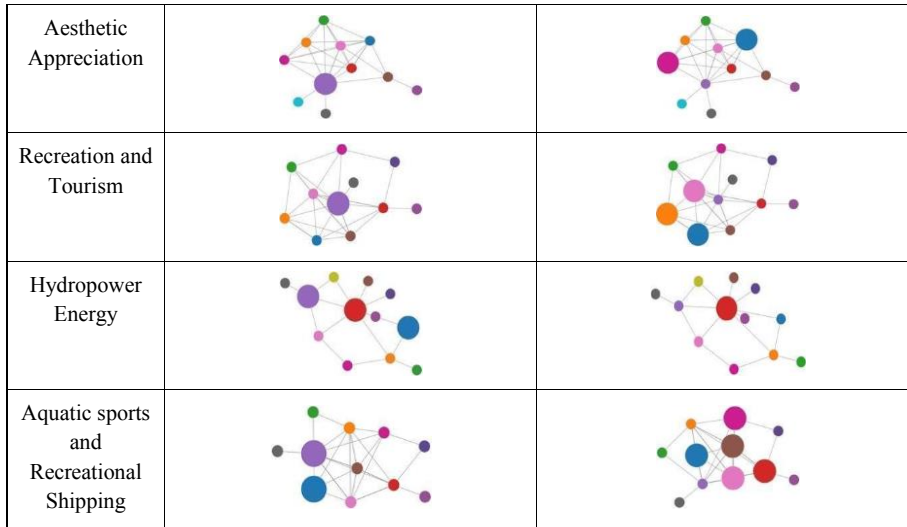 Aesthetic
Appreciation
Recreation and
Tourism
Hydropower
Energy
Aquatic sports
and
Recreational
Shipping